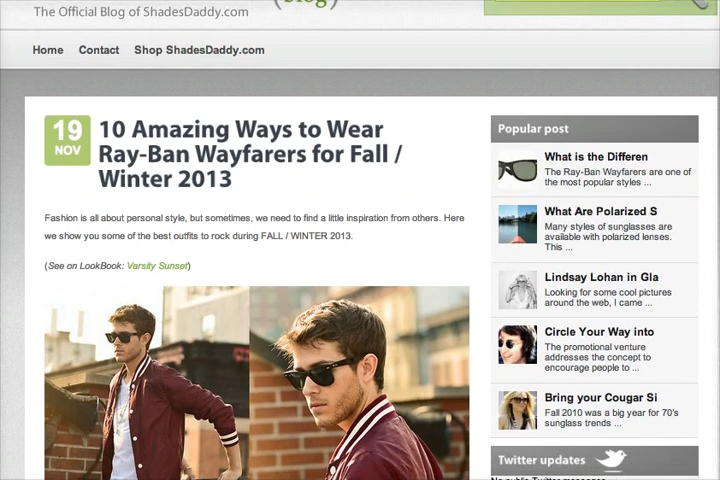 The Official Blog of ShadesDaddy.com
(blog)
Home Contact Shop ShadesDaddy.com
19
NOV
10 Amazing Ways to Wear
Ray-Ban Wayfarers for Fall /
Winter 2013
Fashion is all about personal style, but sometimes, we need to find a little inspiration from others. Here
we show you some of the best outfits to rock during FALL / WINTER 2013.
(See on LookBook: Varsity Sunset)
Popular post
What is the Differen
The Ray-Ban Wayfarers are one of
the most popular styles ...
What Are Polarized S
Many styles of sunglasses are
available with polarized lenses.
This ...
Lindsay Lohan in Gla
Looking for some cool pictures
around the web, I came ...
Circle Your Way into
The promotional venture
addresses the concept to
encourage people to ...
Bring your Cougar Si
Fall 2010 was a big year for 70's
sunglass trends ...
Twitter updates
No public Twitter messages